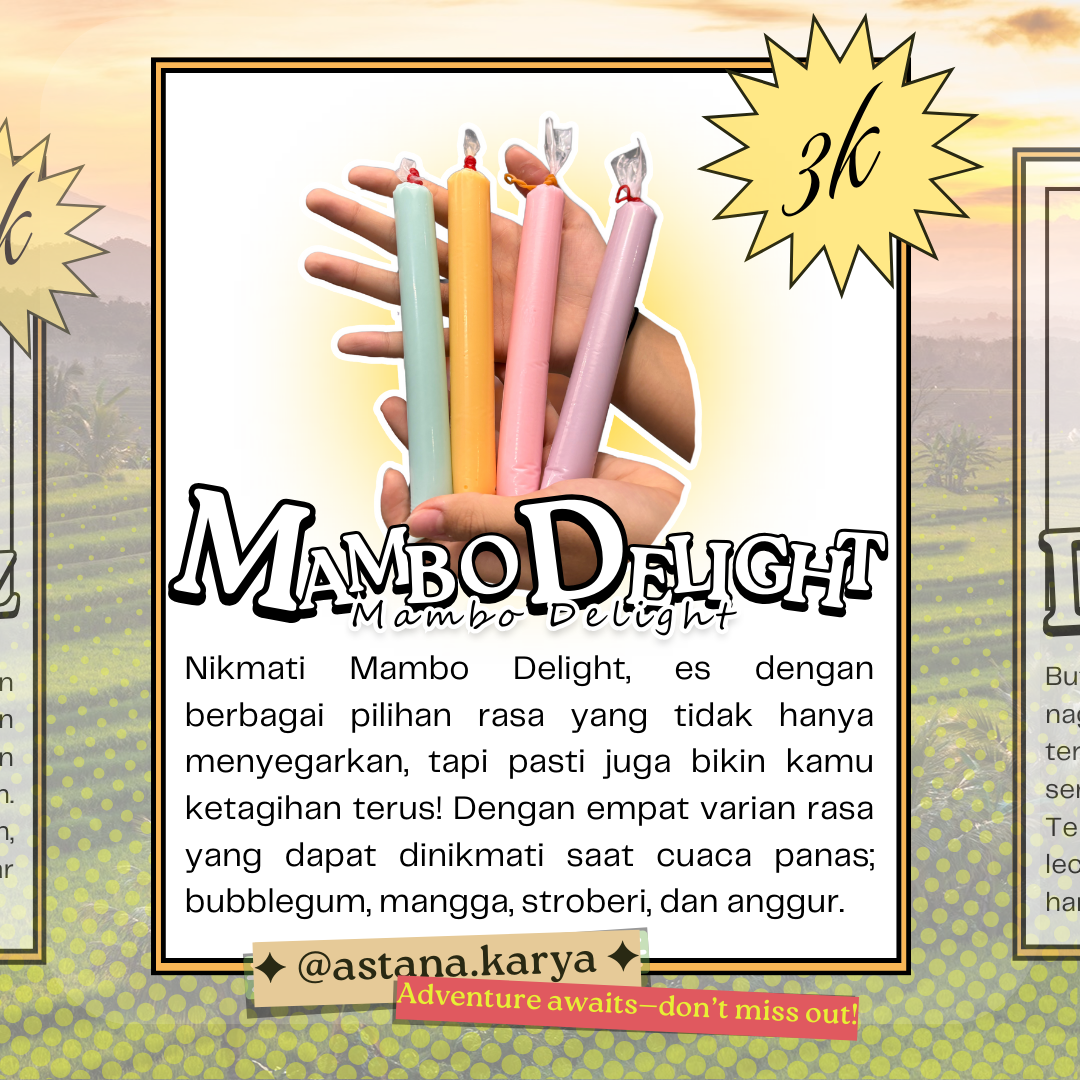 3k
k
MAMBO DELIGHT
Mambo Delight
Nikmati Mambo Delight, es dengan
berbagai pilihan rasa yang tidak hanya
menyegarkan, tapi pasti juga bikin kamu
ketagihan terus! Dengan empat varian rasa
yang dapat dinikmati saat cuaca panas;
bubblegum, mangga, stroberi, dan anggur.
@astana.karya
Adventure awaits—don't miss out!